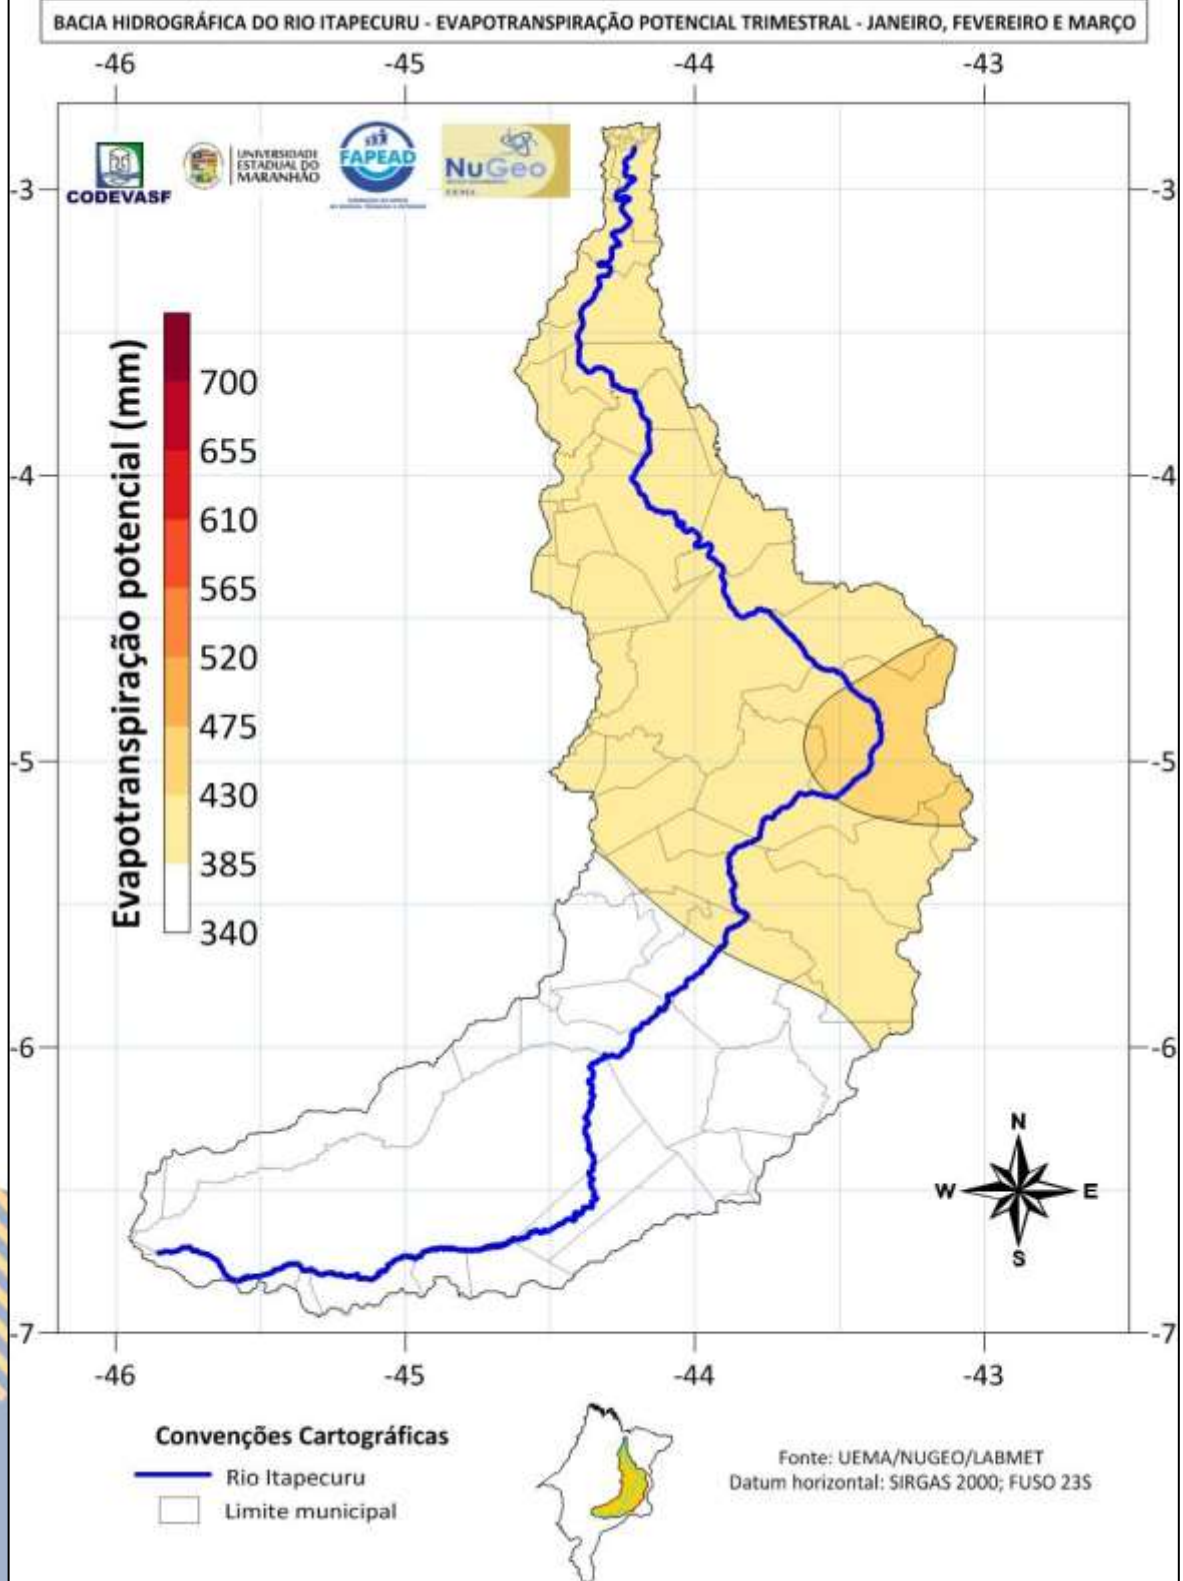 BACIA HIDROGRÁFICA DO RIO ITAPECURU - EVAPOTRANSPIRAÇÃO POTENCIAL TRIMESTRAL - JANEIRO, FEVEREIRO E MARÇO
-46 -45 -44 -43
CODEVASF
UNIVERSIDADE
ESTADUAL DO
MARANHÃO
FAPEAD
NuGeo
-3 -3
Evapotranspiração potencial (mm)
700
655
610
565
520
475
430
385
340
-4 -4
-5 -5
-6 -6
N
W E
S
-7 -7
-46 -45 -44 -43
Convenções Cartográficas
Rio Itapecuru
Limite municipal
Fonte: UEMA/NUGEO/LABMET
Datum horizontal: SIRGAS 2000; FUSO 23S